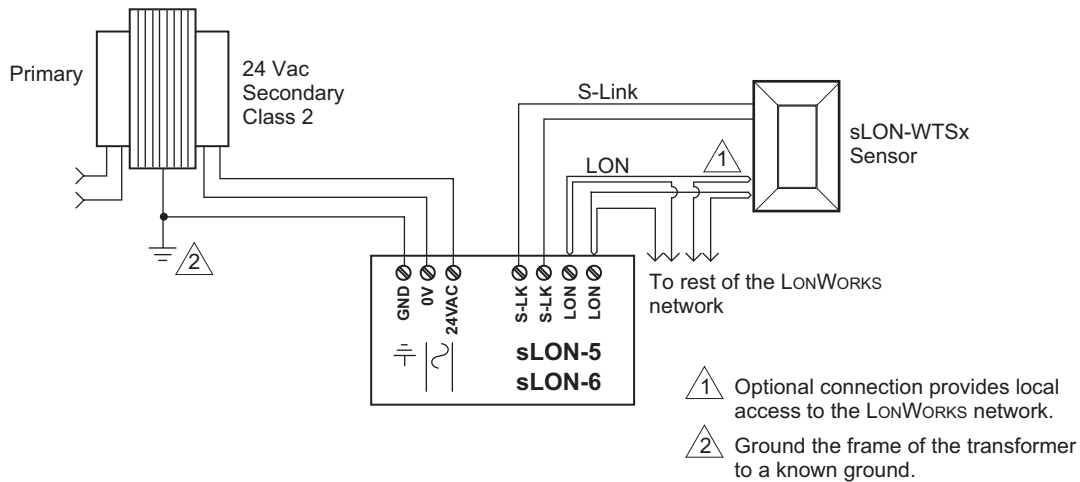 Primary
24 Vac
Secondary
Class 2
S-Link
sLON-WTSx
Sensor
1
LON
2
To rest of the LONWORKS
network
GND
0V
24VAC
S-LK
S-LK
LON
LON
sLON-5
sLON-6
1 Optional connection provides local
access to the LONWORKS network.
2 Ground the frame of the transformer
to a known ground.